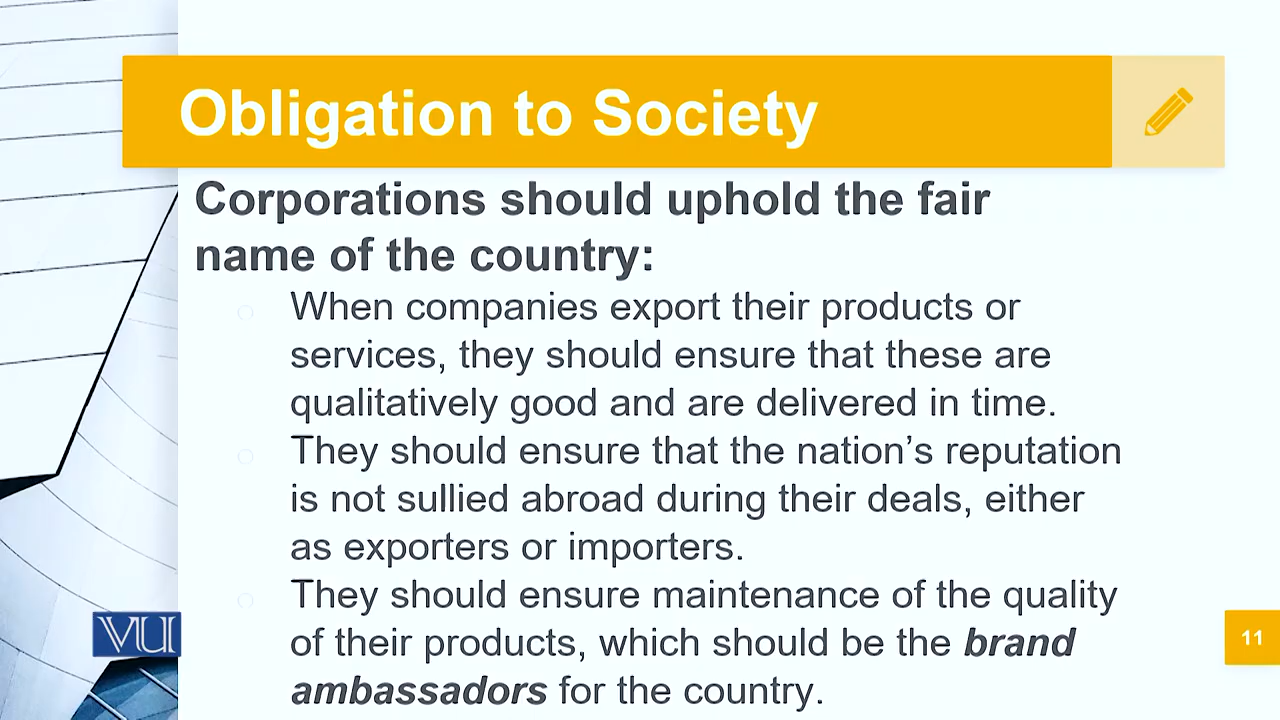 Obligation to Society
Corporations should uphold the fair
name of the country:
When companies export their products or
services, they should ensure that these are
qualitatively good and are delivered in time.
They should ensure that the nation’s reputation
is not sullied abroad during their deals, either
as exporters or importers.
They should ensure maintenance of the quality
of their products, which should be the brand
ambassadors for the country.
VU
11